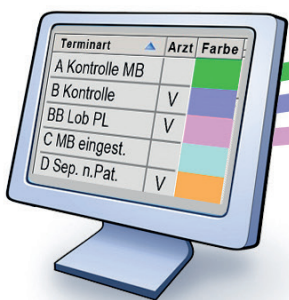 Terminart Arzt Farbe
A Kontrolle MB
B Kontrolle V
BB Lob PL V
C MB eingest.
D Sep. n.Pat. V